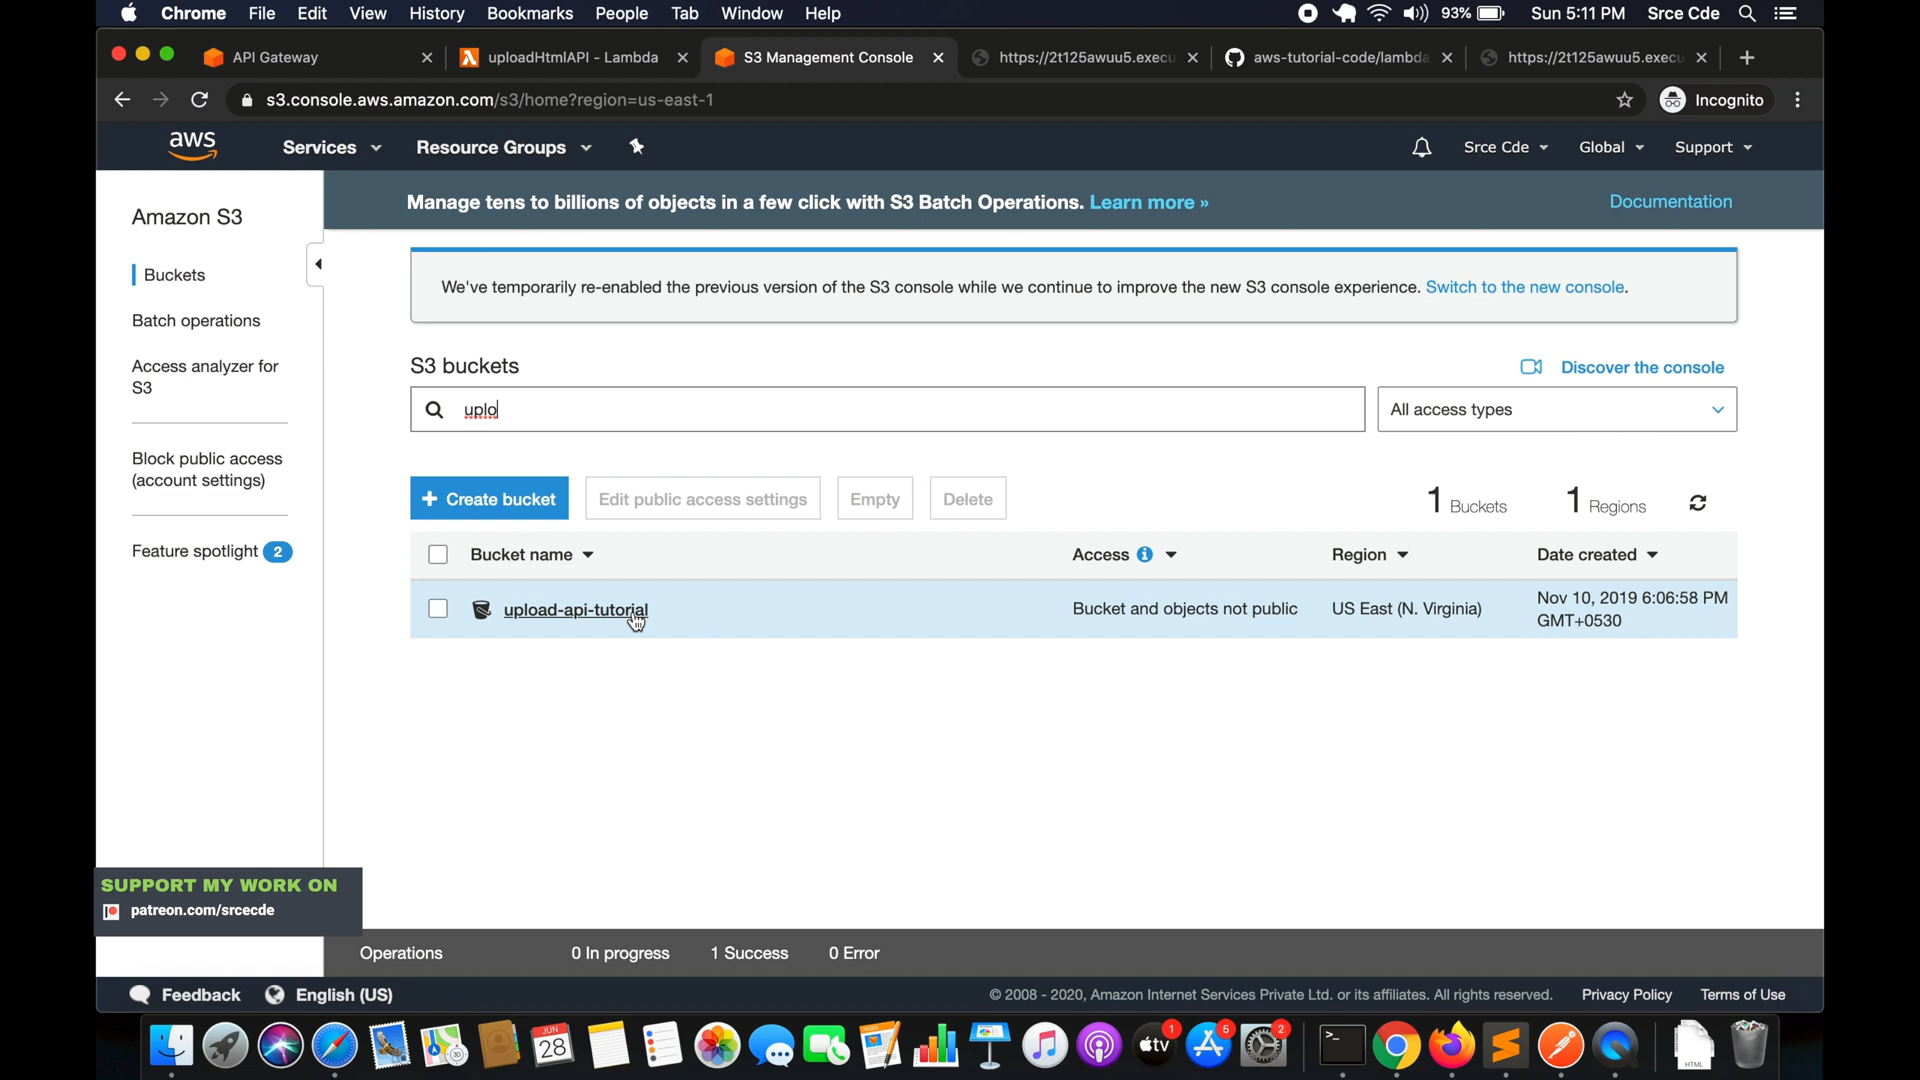 Chrome File Edit View History Bookmarks People Tab Window Help 93% Sun 5:11 PM Srce Cde
API Gateway uploadHtmlAPI - Lambda S3 Management Console https://2t125awuu5.execu aws-tutorial-code/lambda https://2t125awuu5.execu
s3.console.aws.amazon.com/s3/home?region=us-east-1 Incognito
aws Services Resource Groups Srce Cde Global Support
Manage tens to billions of objects in a few click with S3 Batch Operations. Learn more » Documentation
Amazon S3
Buckets
Batch operations
Access analyzer for
S3
Block public access
(account settings)
Feature spotlight 2
We've temporarily re-enabled the previous version of the S3 console while we continue to improve the new S3 console experience. Switch to the new console.
S3 buckets Discover the console
uplo All access types
+ Create bucket Edit public access settings Empty Delete 1 Buckets 1 Regions
Bucket name Access Region Date created
upload-api-tutorial Bucket and objects not public US East (N. Virginia) Nov 10, 2019 6:06:58 PM
GMT+0530
SUPPORT MY WORK ON
patreon.com/srcecde
Operations 0 In progress 1 Success 0 Error
Feedback English (US) © 2008 - 2020, Amazon Internet Services Private Ltd. or its affiliates. All rights reserved. Privacy Policy Terms of Use
JUN
28
tv 1 5 2
HTML